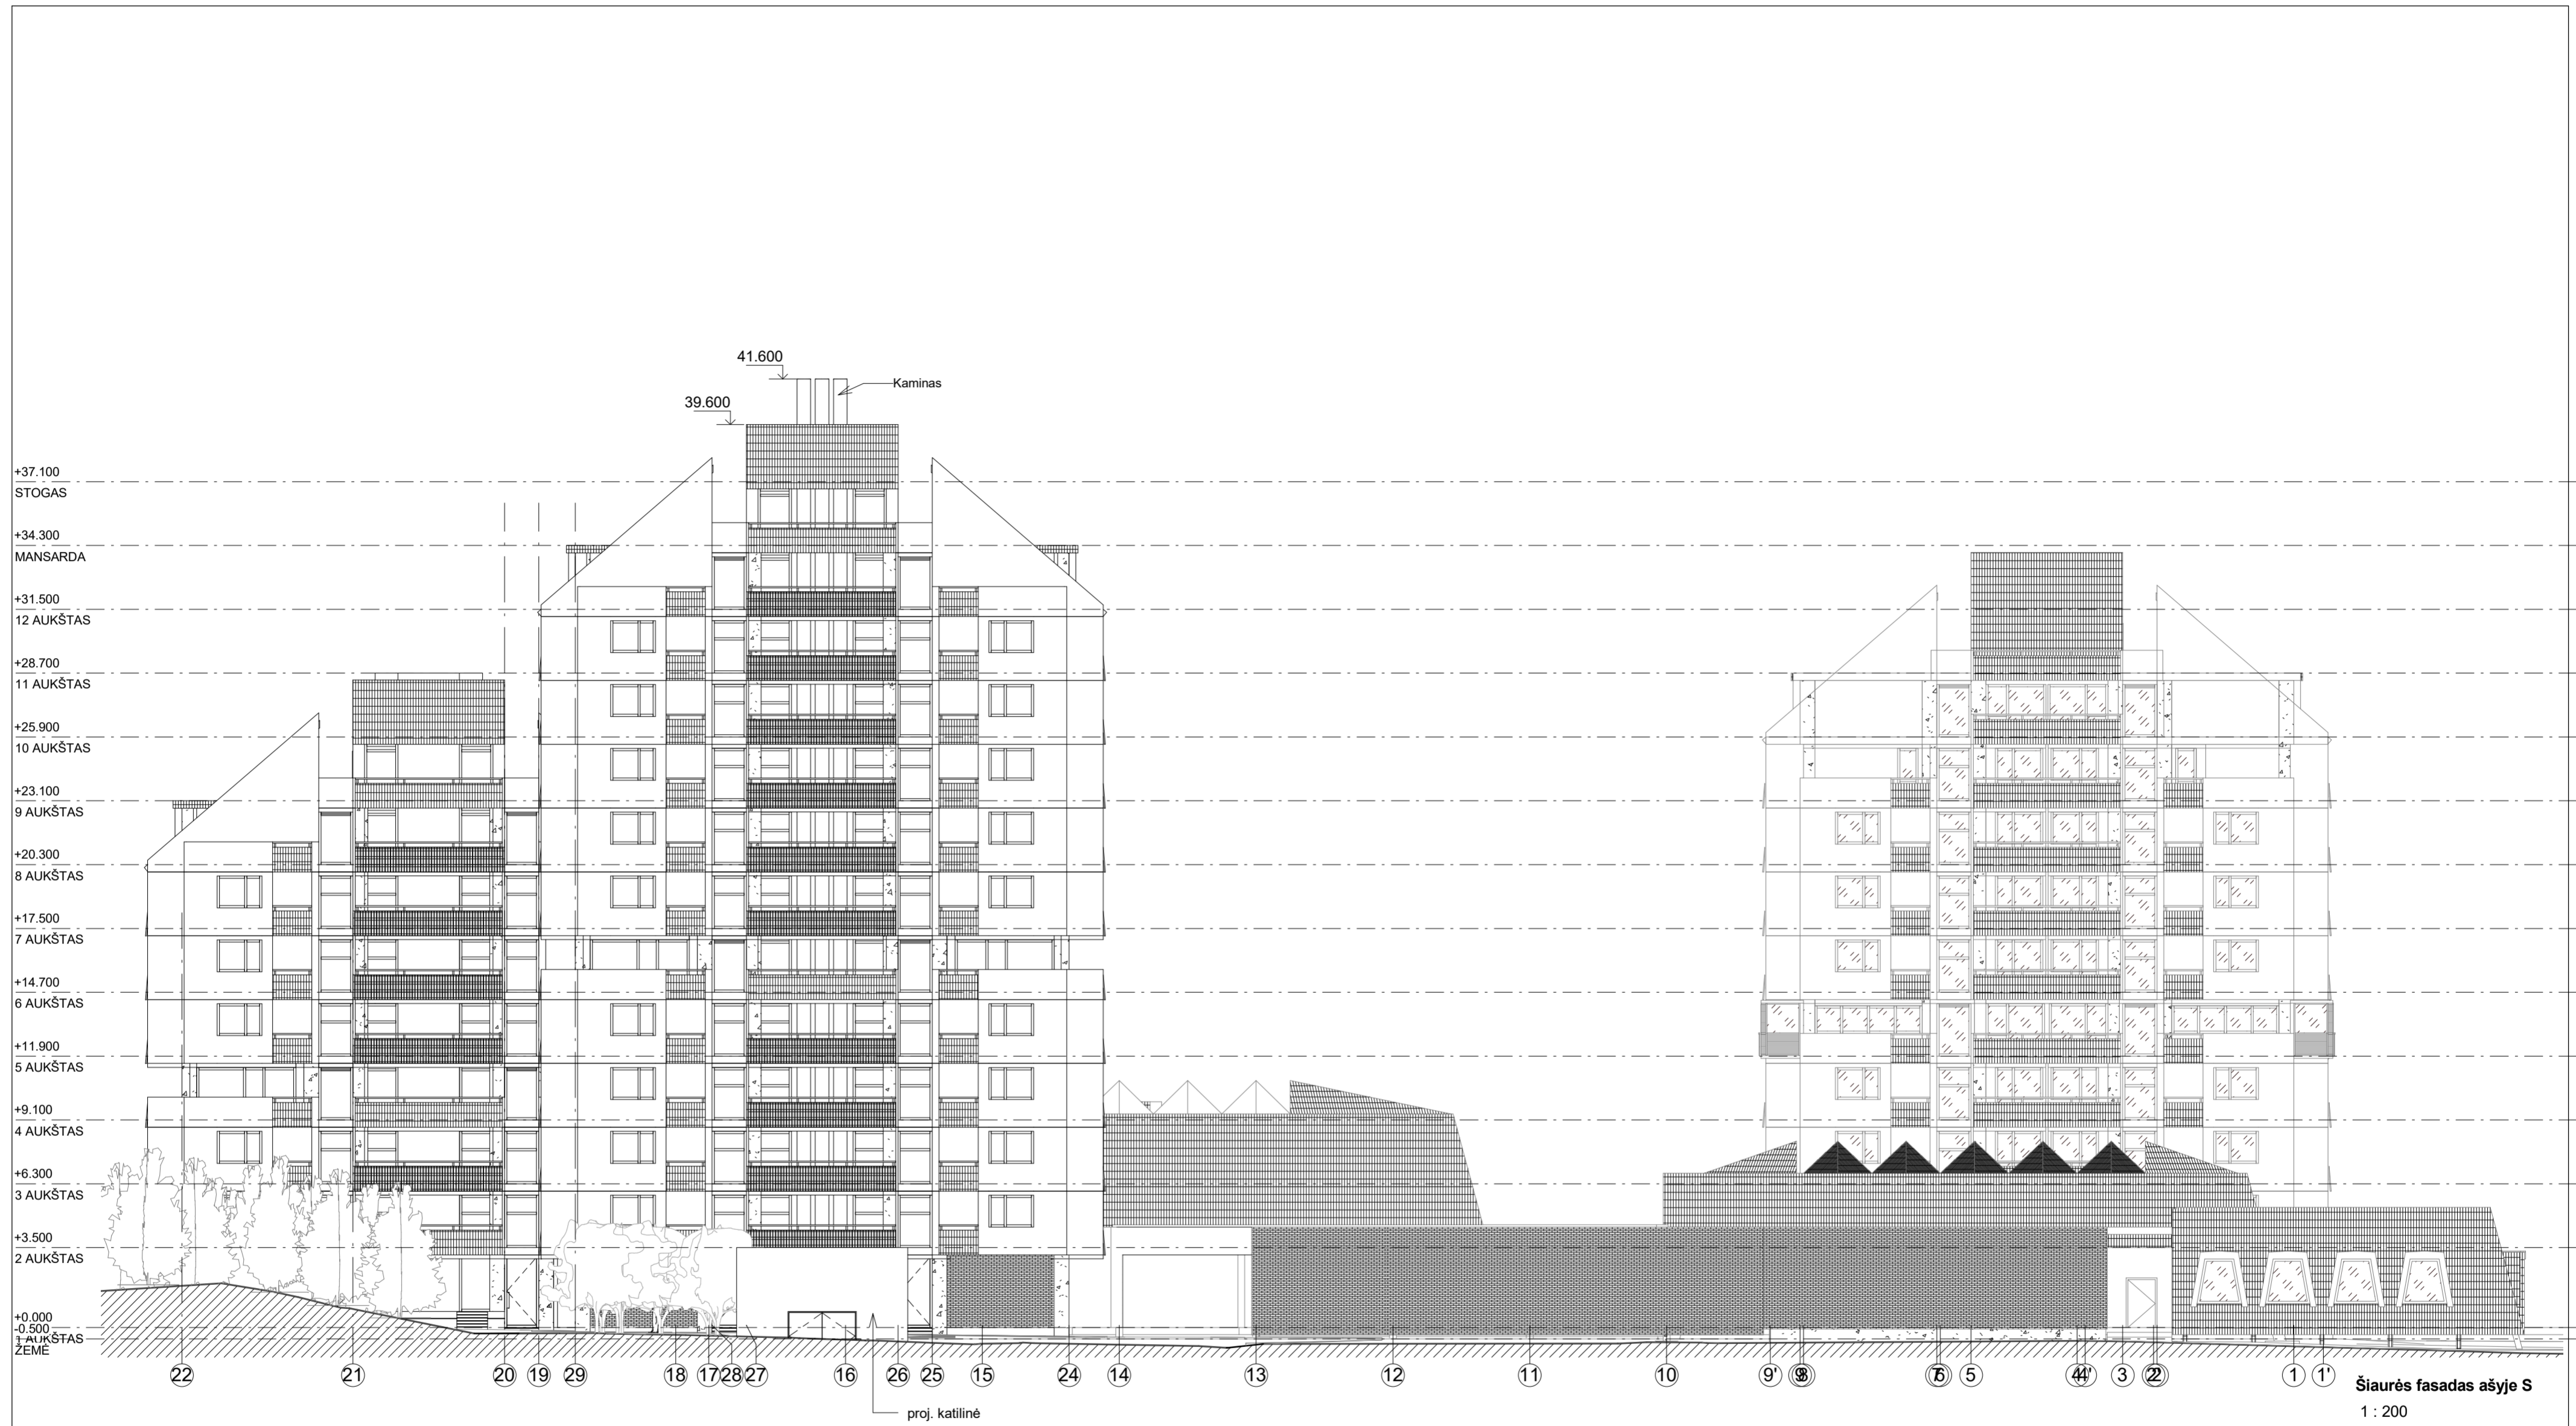 41.600
Kaminas
39.600
+37.100
STOGAS
+34.300
MANSARDA
+31.500
12 AUKŠTAS
+28.700
11 AUKŠTAS
+25.900
10 AUKŠTAS
+23.100
9 AUKŠTAS
+20.300
8 AUKŠTAS
+17.500
7 AUKŠTAS
+14.700
6 AUKŠTAS
+11.900
5 AUKŠTAS
+9.100
4 AUKŠTAS
+6.300
3 AUKŠTAS
+3.500
2 AUKŠTAS
+0.000
-0.500
1 AUKŠTAS
ŽEMĖ
22 21 20 19 29 18 17 28 27 16 26 25 15 24 14 13 12 11 10 9' 9 8 7 6 5 4 4' 3 2' 2 1 1'
Šiaurės fasadas ašyje S
1 : 200
proj. katilinė